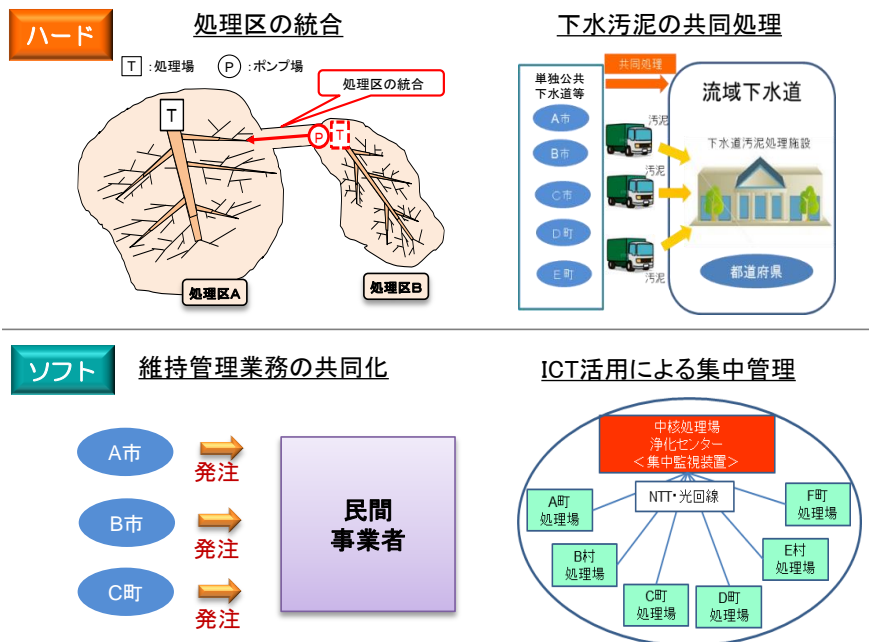 ハード
処理区の統合
T :処理場 P :ポンプ場
処理区の統合
T
P
T
処理区A
処理区B
下水汚泥の共同処理
単独公共
下水道等
A市
B市
C市
D町
E町
共同処理
汚泥
汚泥
汚泥
流域下水道
下水道汚泥処理施設
都道府県
ソフト
維持管理業務の共同化
A市
発注
B市
発注
C町
発注
民間
事業者
ICT活用による集中管理
中核処理場
浄化センター
<集中監視装置>
NTT・光回線
A町
処理場
B村
処理場
C町
処理場
D町
処理場
E村
処理場
F町
処理場